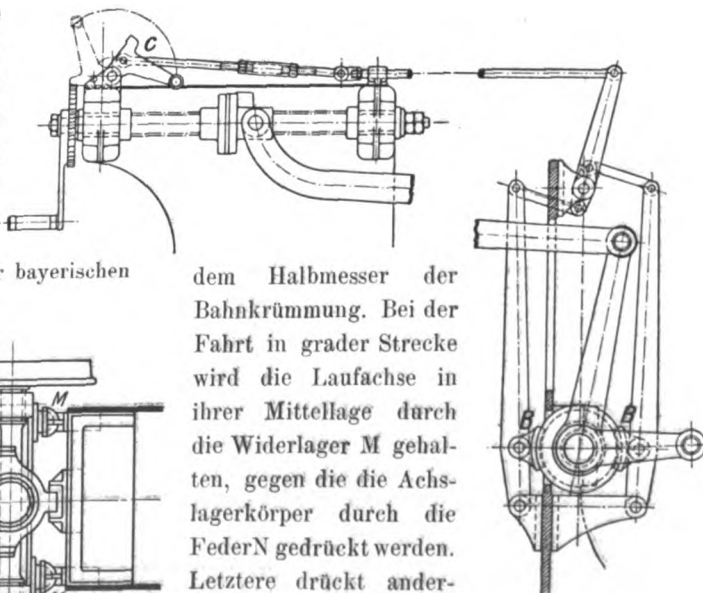 C
r bayerischen
M
dem Halbmesser der
Bahnkrümmung. Bei der
Fahrt in grader Strecke
wird die Laufachse in
ihrer Mittellage durch
die Widerlager M gehal-
ten, gegen die die Achs-
lagerkörper durch die
Feder N gedrückt werden.
Letztere drückt ander-
B B